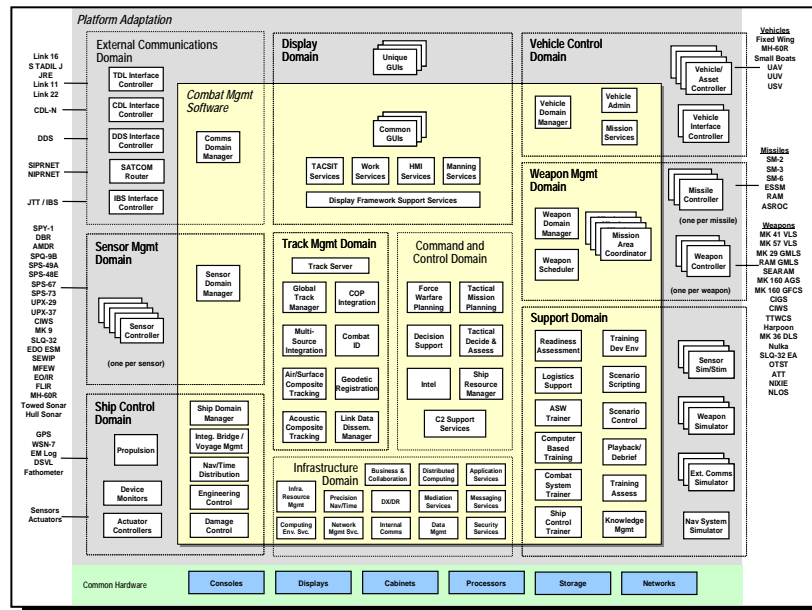 Platform Adaptation
External Communications
Domain
TDL Interface
Controller
CDL Interface
Controller
DDS Interface
Controller
SATCOM
Router
IBS Interface
Controller
Link 16
S TADIL J
JRE
Link 11
Link 22
CDL-N
DDS
SIPRNET
NIPRNET
JTT / IBS
Combat Mgmt
Software
Comms
Domain
Manager
Display
Domain
Unique
GUIs
Common
GUIs
TACSIT
Services
Work
Services
HMI
Services
Manning
Services
Display Framework Support Services
Vehicle Control
Domain
Vehicle
Domain
Manager
Vehicle
Admin
Mission
Services
Vehicle/
Asset
Controller
Vehicle
Interface
Controller
Vehicles
Fixed Wing
MH-60R
Small Boats
UAV
UUV
USV
Weapon Mgmt
Domain
Weapon
Domain
Manager
Weapon
Scheduler
Mission
Area
Coordinator
Missile
Controller
(one per missile)
Weapon
Controller
(one per weapon)
Missiles
SM-2
SM-3
SM-6
ESSM
RAM
ASROC
Weapons
MK 41 VLS
MK 57 VLS
MK 29 GMLS
RAM GMLS
SEARAM
MK 160 AGS
MK 160 GFCS
CIGS
CIWS
TTWCS
Harpoon
MK 36 DLS
Nulka
SLQ-32 EA
OTST
ATT
NIXIE
NLOS
SPY-1
DBR
AMDR
SPQ-9B
SPS-49A
SPS-48E
SPS-67
SPS-73
UPX-29
UPX-37
CIWS
MK 9
SLQ-32
EDO ESM
SEWIP
MFEW
EO/IR
FLIR
MH-60R
Towed Sonar
Hull Sonar
Sensor Mgmt
Domain
Sensor
Controller
(one per sensor)
Sensor
Domain
Manager
Track Mgmt Domain
Track Server
Global
Track
Manager
COP
Integration
Multi-
Source
Integration
Combat
ID
Air/Surface
Composite
Tracking
Geodetic
Registration
Acoustic
Composite
Tracking
Link Data
Dissem.
Manager
Command and
Control Domain
Force
Warfare
Planning
Tactical
Mission
Planning
Decision
Support
Tactical
Decide &
Assess
Intel
Ship
Resource
Manager
C2 Support
Services
Support Domain
Readiness
Assessment
Training
Dev Env
Logistics
Support
Scenario
Scripting
ASW
Trainer
Scenario
Control
Computer
Based
Training
Playback/
Debrief
Combat
System
Trainer
Training
Assess
Ship
Control
Trainer
Knowledge
Mgmt
Sensor
Sim/Stim
Weapon
Simulator
Ext. Comms
Simulator
Nav System
Simulator
Ship Control
Domain
Propulsion
Device
Monitors
Actuator
Controllers
Ship Domain
Manager
Integ. Bridge /
Voyage Mgmt
Nav/Time
Distribution
Engineering
Control
Damage
Control
GPS
WSN-7
EM Log
DSVL
Fathometer
Sensors
Actuators
Infrastructure
Domain
Business &
Collaboration
Distributed
Computing
Application
Services
Infra.
Resource
Mgmt
Precision
Nav/Time
DX/DR
Mediation
Services
Messaging
Services
Computing
Env. Svc.
Network
Mgmt Svc.
Internal
Comms
Data
Mgmt
Security
Services
Common Hardware
Consoles
Displays
Cabinets
Processors
Storage
Networks